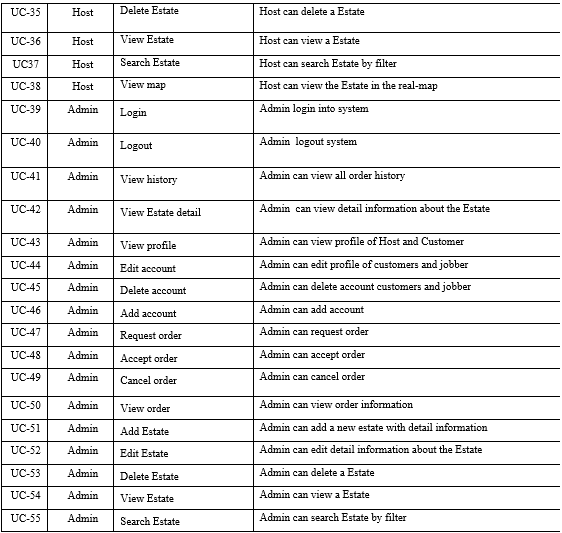 UC-35 Host Delete Estate Host can delete a Estate
UC-36 Host View Estate Host can view a Estate
UC37 Host Search Estate Host can search Estate by filter
UC-38 Host View map Host can view the Estate in the real-map
UC-39 Admin Login Admin login into system
UC-40 Admin Logout Admin logout system
UC-41 Admin View history Admin can view all order history
UC-42 Admin View Estate detail Admin can view detail information about the Estate
UC-43 Admin View profile Admin can view profile of Host and Customer
UC-44 Admin Edit account Admin can edit profile of customers and jobber
UC-45 Admin Delete account Admin can delete account customers and jobber
UC-46 Admin Add account Admin can add account
UC-47 Admin Request order Admin can request order
UC-48 Admin Accept order Admin can accept order
UC-49 Admin Cancel order Admin can cancel order
UC-50 Admin View order Admin can view order information
UC-51 Admin Add Estate Admin can add a new estate with detail information
UC-52 Admin Edit Estate Admin can edit detail information about the Estate
UC-53 Admin Delete Estate Admin can delete a Estate
UC-54 Admin View Estate Admin can view a Estate
UC-55 Admin Search Estate Admin can search Estate by filter